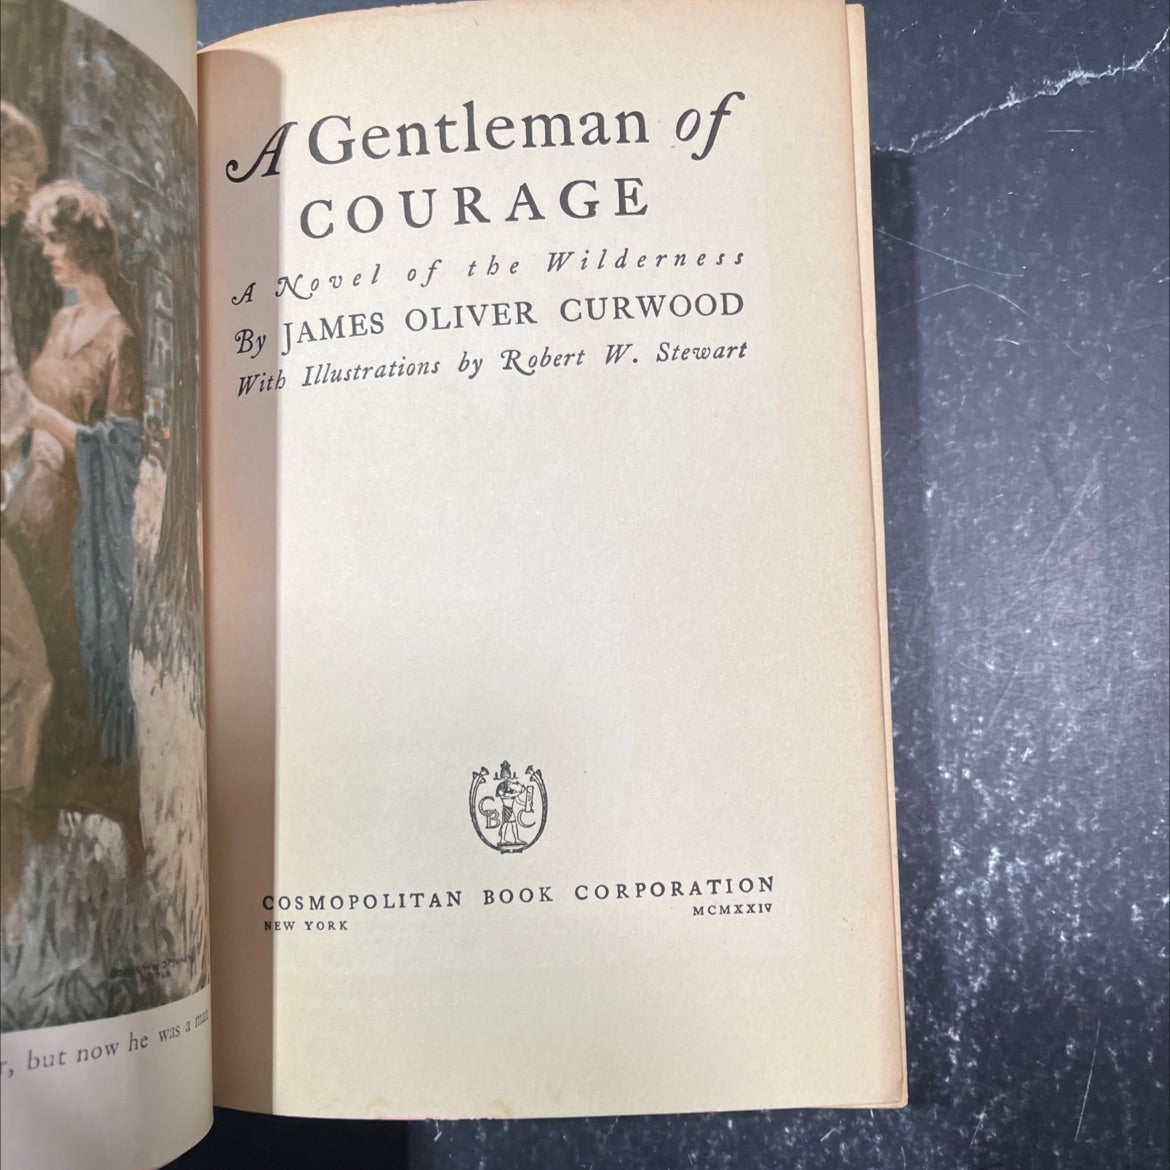 A Gentleman of
COURAGE
A Novel of the Wilderness
By JAMES OLIVER CURWOOD
With Illustrations by Robert W. Stewart
CBC
COSMOPOLITAN BOOK CORPORATION
NEW YORK MCMXXIV
but now he was a man